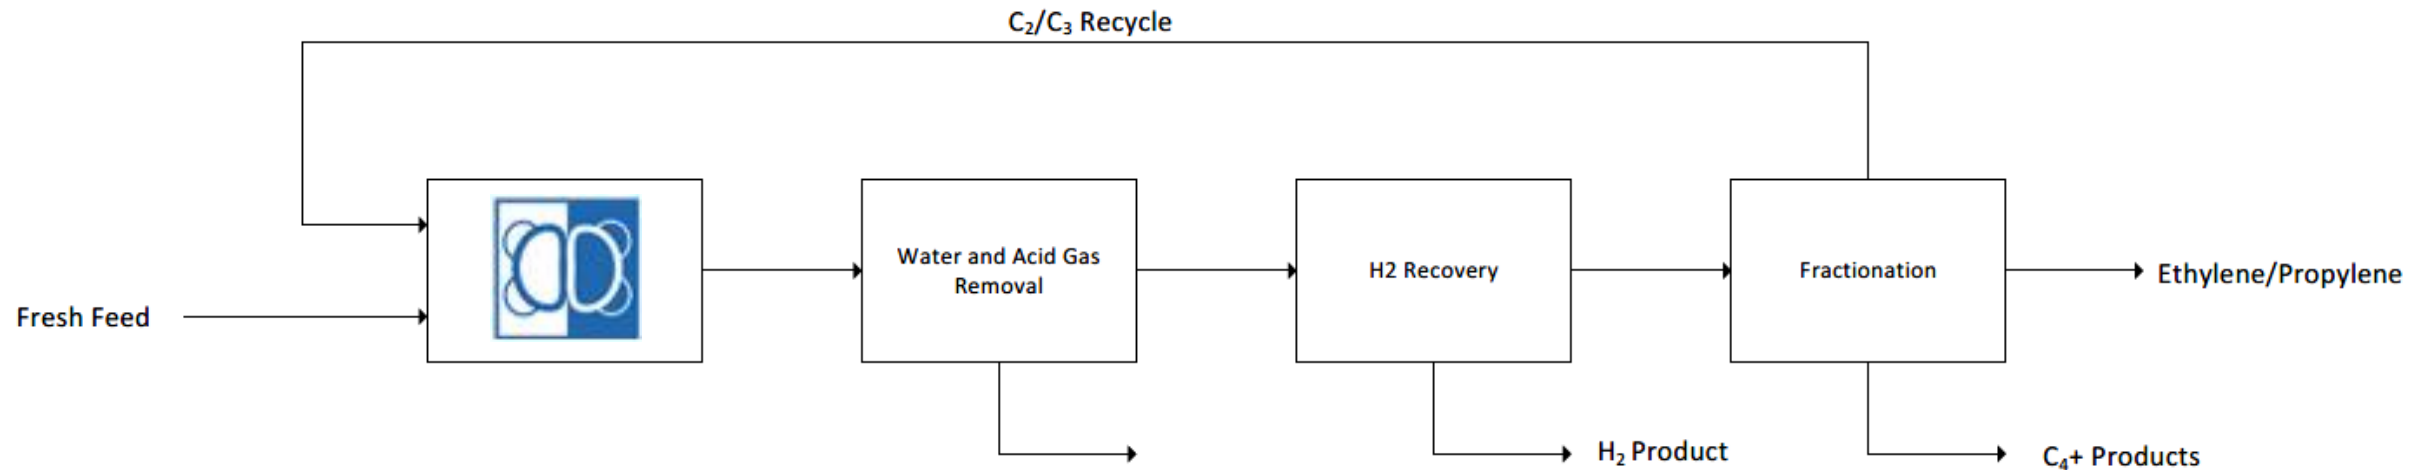 C₂/C₃ Recycle
Fresh Feed
Water and Acid Gas
Removal
H2 Recovery
Fractionation
Ethylene/Propylene
H₂ Product
C₄+ Products